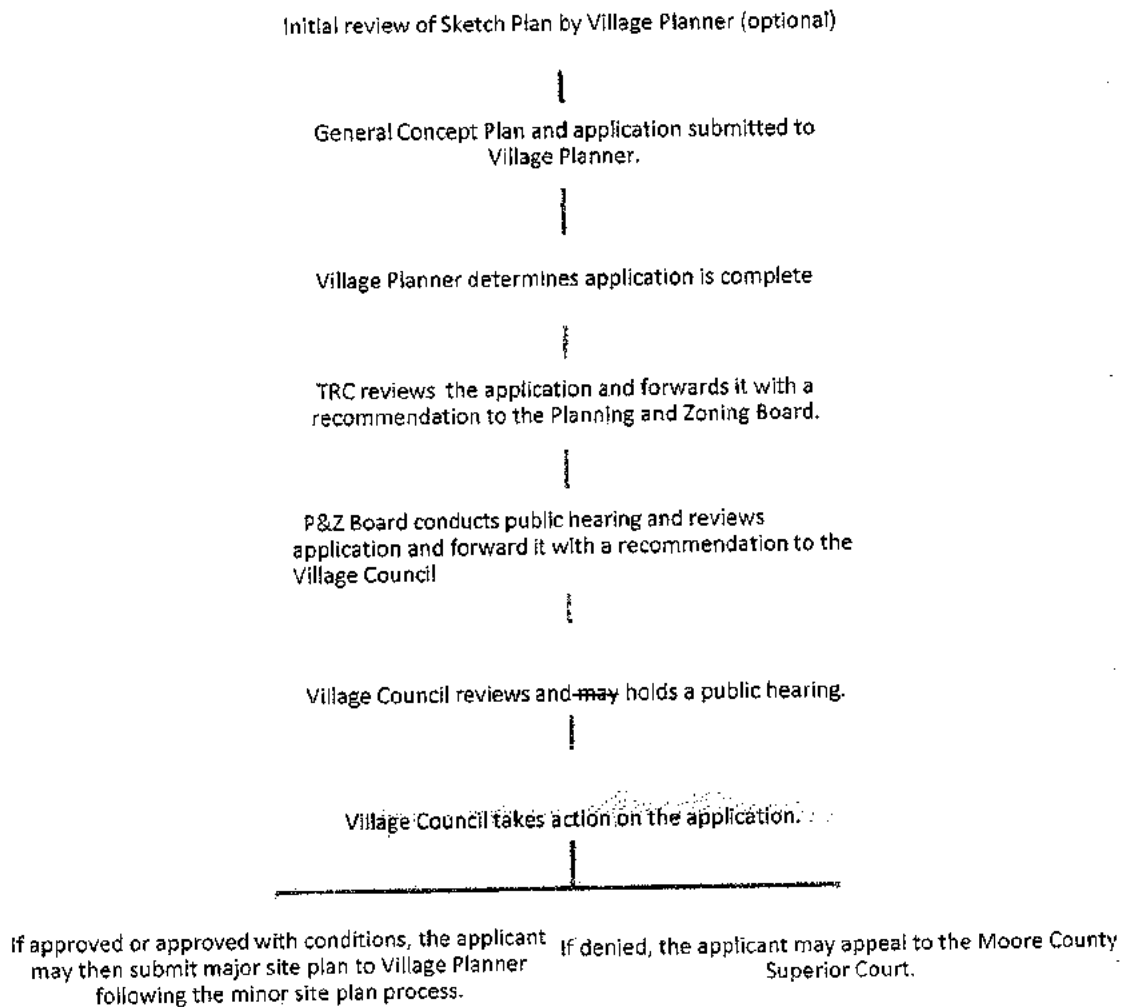 Initial review of Sketch Plan by Village Planner (optional)
General Concept Plan and application submitted to
Village Planner.
Village Planner determines application is complete
TRC reviews the application and forwards it with a
recommendation to the Planning and Zoning Board.
P&Z Board conducts public hearing and reviews
application and forward it with a recommendation to the
Village Council
Village Council reviews and may holds a public hearing.
Village Council takes action on the application.
If approved or approved with conditions, the applicant
may then submit major site plan to Village Planner
following the minor site plan process.
If denied, the applicant may appeal to the Moore County
Superior Court.